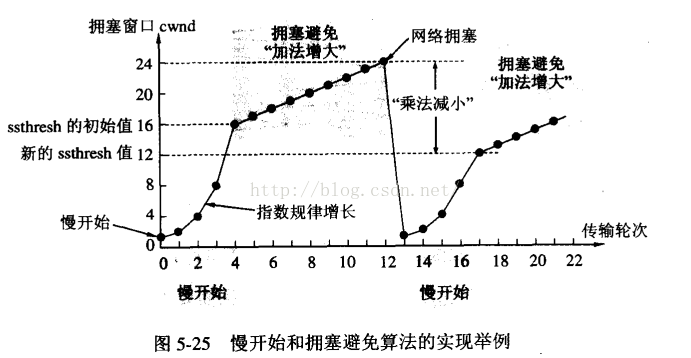 拥塞窗口 cwnd
拥塞避免
“加法增大”
网络拥塞
拥塞避免
“加法增大”
24
20
“乘法减小”
ssthresh 的初始值
16
新的 ssthresh 值
12
8
http://blog.csdn.net
慢开始
4
指数规律增长
0
传输轮次
0 2 4 6 8 10 12 14 16 18 20 22
慢开始
慢开始
图 5-25 慢开始和拥塞避免算法的实现举例